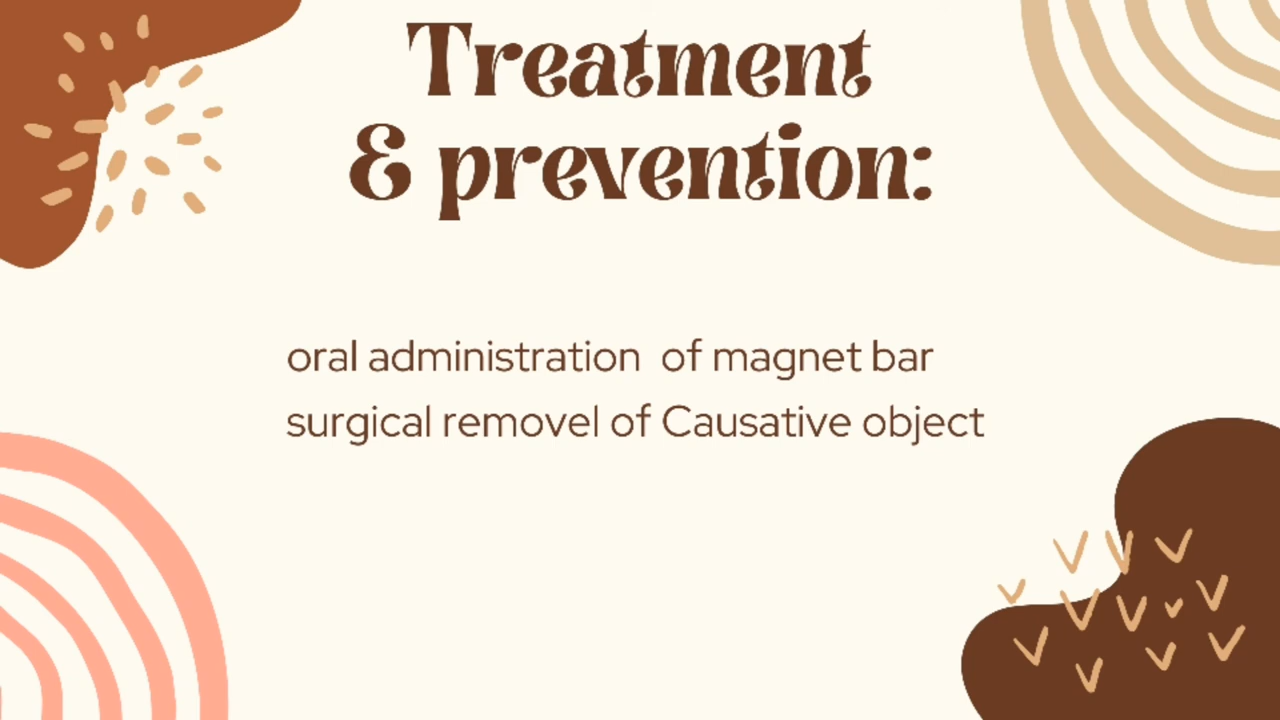 Treatment
& prevention:
oral administration of magnet bar
surgical removel of Causative object